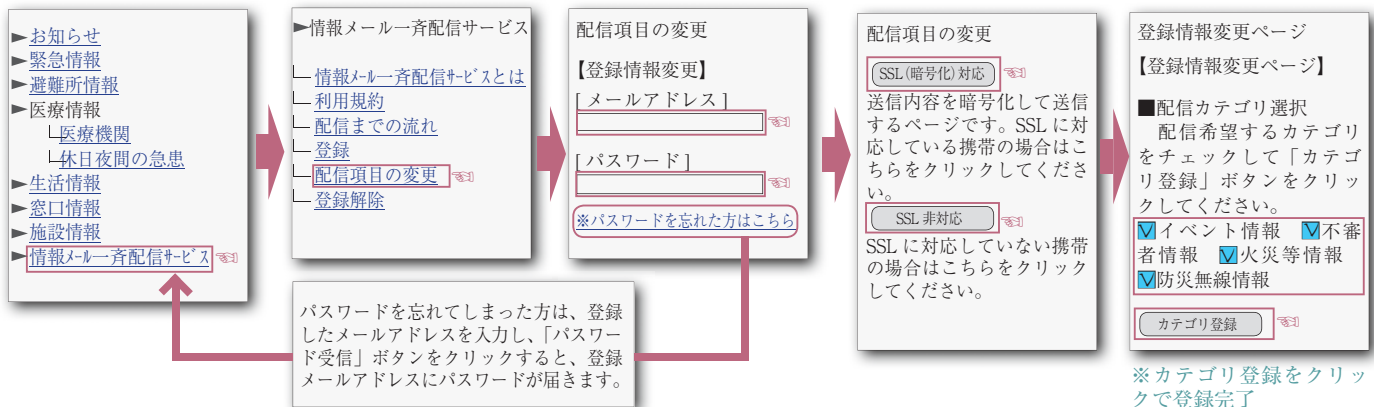 ►お知らせ
►緊急情報
►避難所情報
►医療情報
医療機関
休日夜間の急患
►生活情報
►窓口情報
►施設情報
►情報メール一斉配信サービス
►情報メール一斉配信サービス
情報メール一斉配信サービスとは
利用規約
配信までの流れ
登録
配信項目の変更
登録解除
配信項目の変更
【登録情報変更】
[ メールアドレス ]
[ パスワード ]
※パスワードを忘れた方はこちら
パスワードを忘れてしまった方は、登録
したメールアドレスを入力し、「パスワー
ド受信」ボタンをクリックすると、登録
メールアドレスにパスワードが届きます。
配信項目の変更
SSL(暗号化)対応
送信内容を暗号化して送信
するページです。SSL に対
応している携帯の場合はこ
ちらをクリックしてくださ
い。
SSL 非対応
SSL に対応していない携帯
の場合はこちらをクリック
してください。
登録情報変更ページ
【登録情報変更ページ】
■配信カテゴリ選択
配信希望するカテゴリ
をチェックして「カテゴ
リ登録」ボタンをクリッ
クしてください。
イベント情報 不審
者情報 火災等情報
防災無線情報
カテゴリ登録
※カテゴリ登録をクリッ
クで登録完了